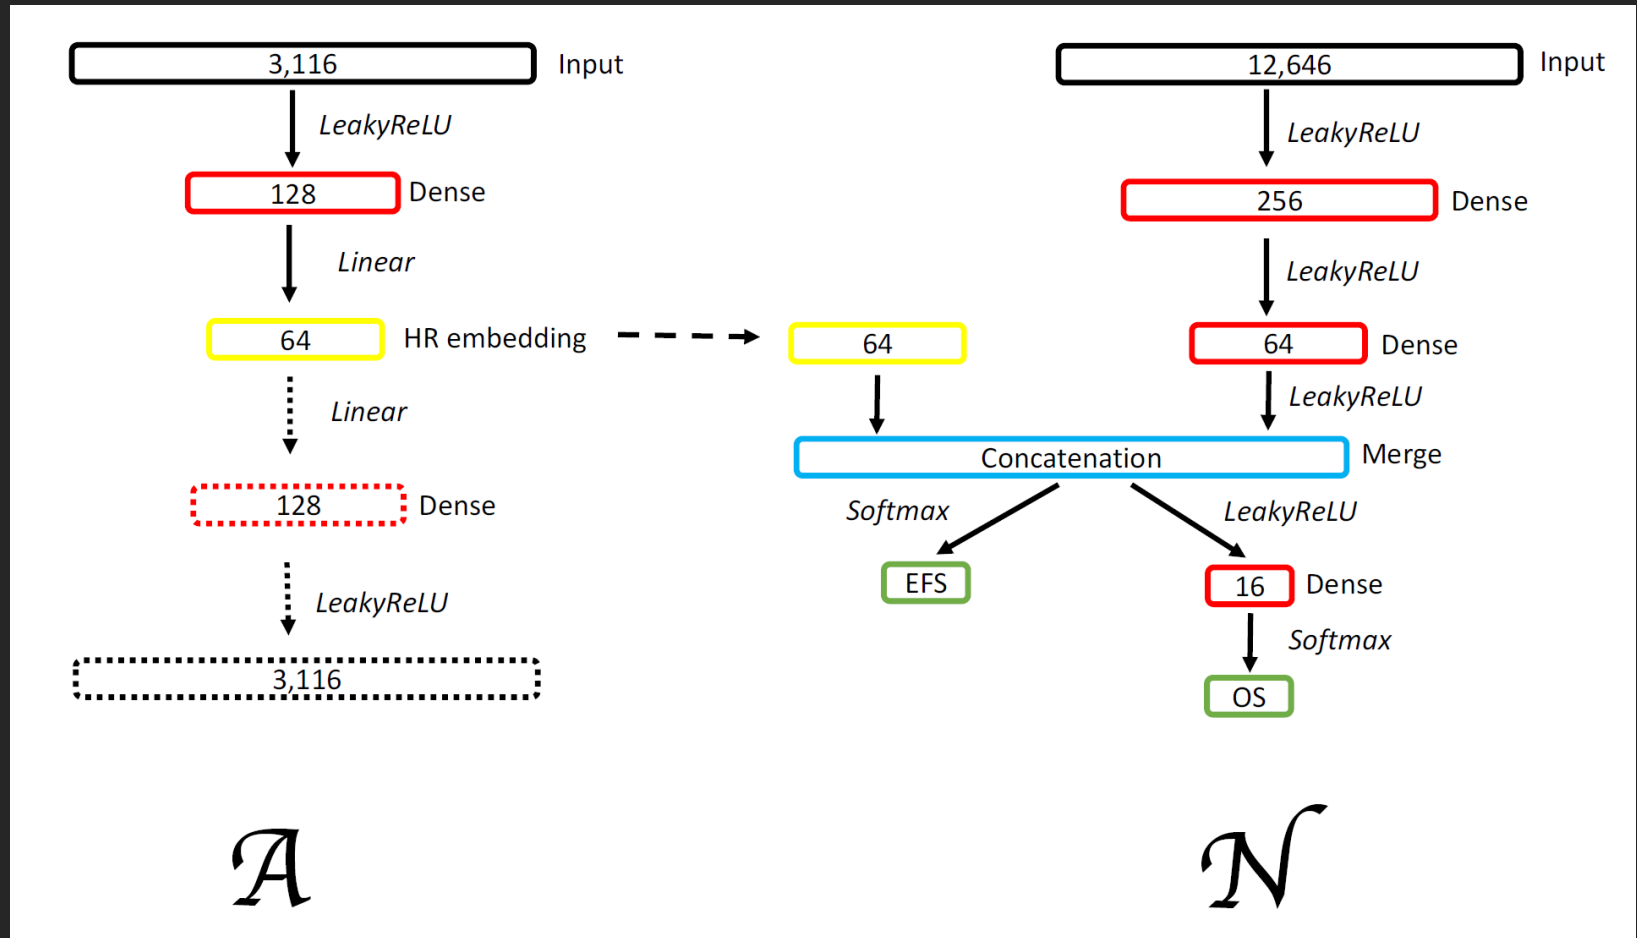 3,116 Input
LeakyReLU
128 Dense
Linear
64 HR embedding
Linear
128 Dense
LeakyReLU
3,116
A
12,646 Input
LeakyReLU
256 Dense
LeakyReLU
64
64 Dense
LeakyReLU
Concatenation Merge
Softmax
LeakyReLU
EFS
16 Dense
Softmax
OS
N